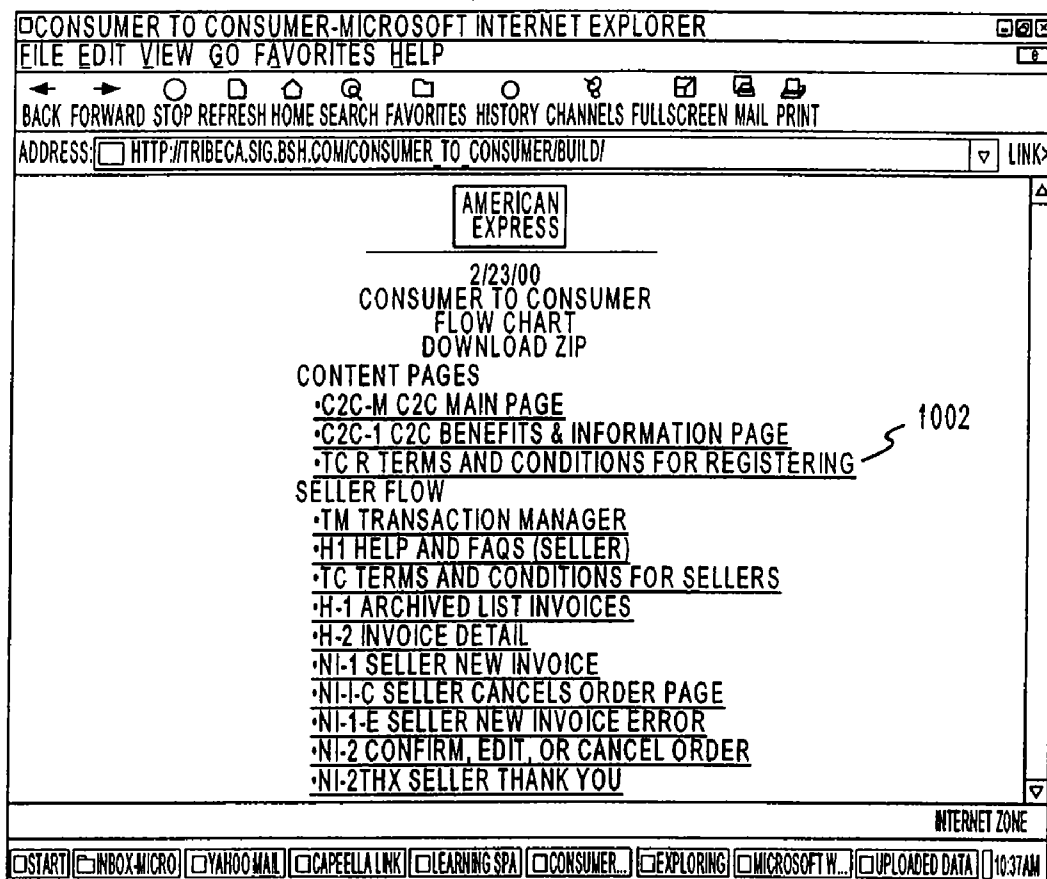 CONSUMER TO CONSUMER-MICROSOFT INTERNET EXPLORER
FILE EDIT VIEW GO FAVORITES HELP
e
BACK FORWARD STOP REFRESH HOME SEARCH FAVORITES HISTORY CHANNELS FULLSCREEN MAIL PRINT
ADDRESS: HTTP://TRIBECA.SIG.BSH.COM/CONSUMER_TO_CONSUMER/BUILD/ LINK>
AMERICAN
EXPRESS
2/23/00
CONSUMER TO CONSUMER
FLOW CHART
DOWNLOAD ZIP
CONTENT PAGES
•C2C-M C2C MAIN PAGE
•C2C-1 C2C BENEFITS & INFORMATION PAGE
1002
•TC R TERMS AND CONDITIONS FOR REGISTERING
SELLER FLOW
•TM TRANSACTION MANAGER
•H1 HELP AND FAQS (SELLER)
•TC TERMS AND CONDITIONS FOR SELLERS
•H-1 ARCHIVED LIST INVOICES
•H-2 INVOICE DETAIL
•NI-1 SELLER NEW INVOICE
•NI-I-C SELLER CANCELS ORDER PAGE
•NI-1-E SELLER NEW INVOICE ERROR
•NI-2 CONFIRM, EDIT, OR CANCEL ORDER
•NI-2THX SELLER THANK YOU
INTERNET ZONE
START INBOX-MICRO YAHOO MAIL CAPEELLA LINK LEARNING SPA CONSUMER... EXPLORING MICROSOFT W... UPLOADED DATA 10:37AM